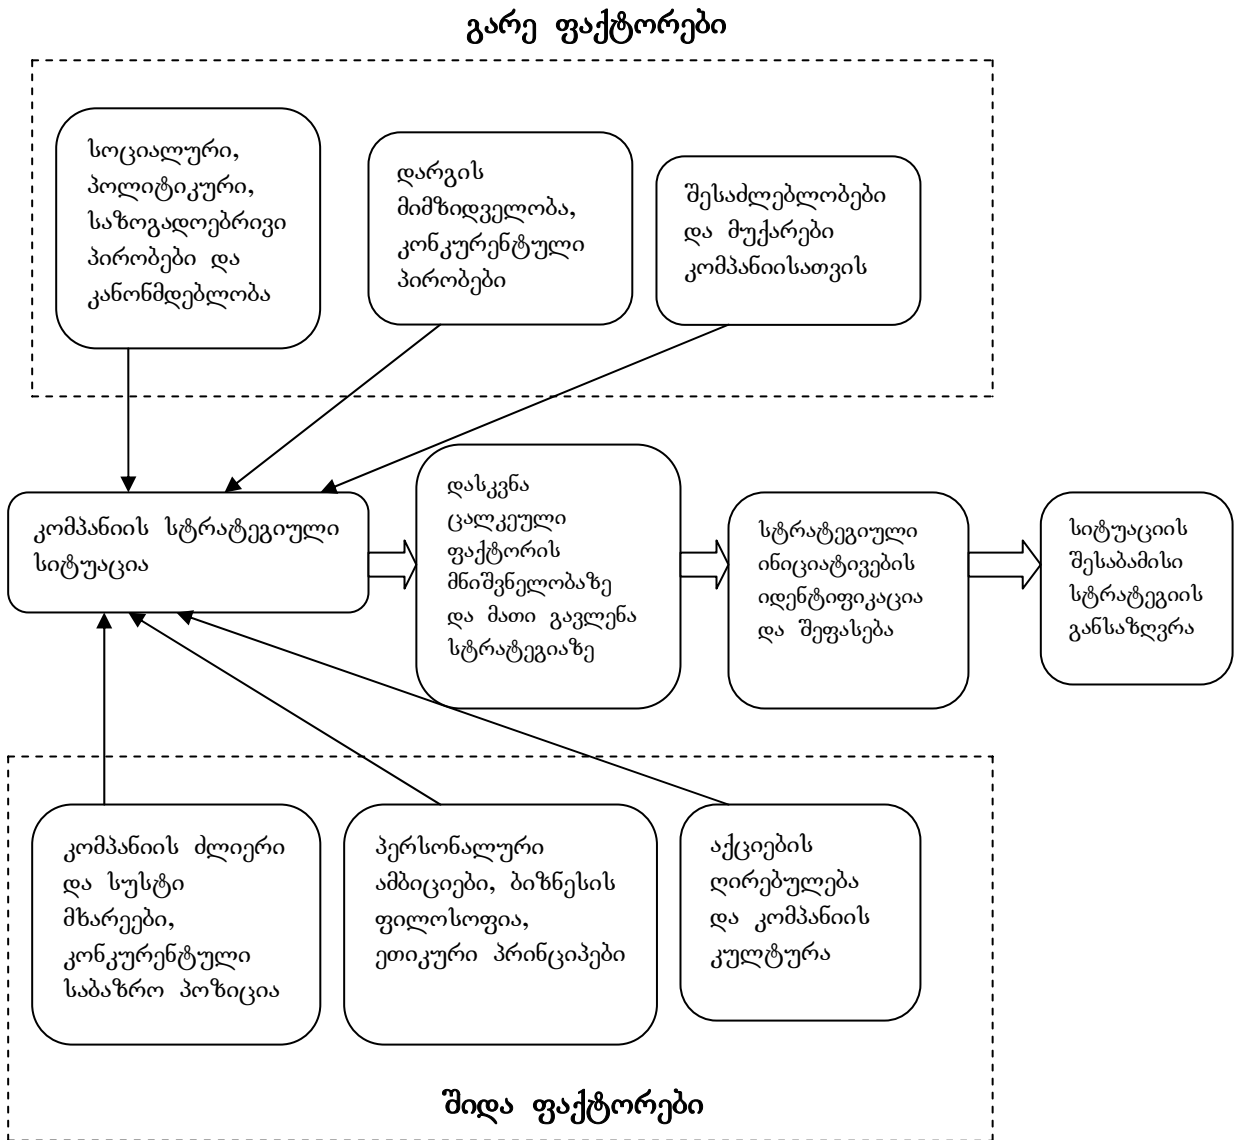 გარე ფაქტორები
სოციალური,
პოლიტიკური,
საზოგადოებრივი
პირობები და
კანონმდებლობა
დარგის
მიმზიდველობა,
კონკურენტული
პირობები
შესაძლებლობები
და მუქარები
კომპანიისათვის
კომპანიის სტრატეგიული
სიტუაცია
დასკვნა
ცალკეული
ფაქტორის
მნიშვნელობაზე
და მათი გავლენა
სტრატეგიაზე
სტრატეგიული
ინიციატივების
იდენტიფიკაცია
და შეფასება
სიტუაციის
შესაბამისი
სტრატეგიის
განსაზღვრა
კომპანიის ძლიერი
და სუსტი
მხარეები,
კონკურენტული
საბაზრო პოზიცია
პერსონალური
ამბიციები, ბიზნესის
ფილოსოფია,
ეთიკური პრინციპები
აქციების
ღირებულება
და კომპანიის
კულტურა
შიდა ფაქტორები